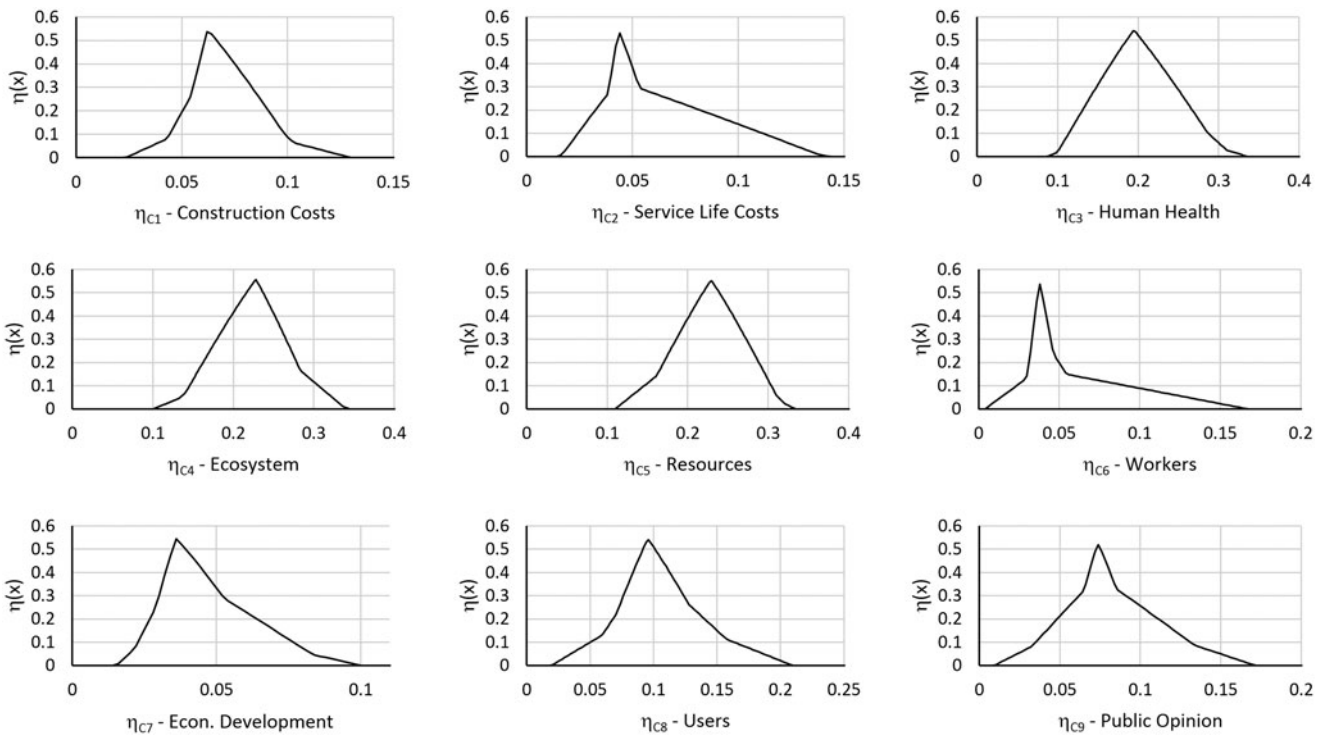 0.6
0.5
0.4
0.3
0.2
0.1
0
η(x)
0 0.05 0.1 0.15
ηC1 - Construction Costs
0.6
0.5
0.4
0.3
0.2
0.1
0
η(x)
0 0.05 0.1 0.15
ηC2 - Service Life Costs
0.6
0.5
0.4
0.3
0.2
0.1
0
η(x)
0 0.1 0.2 0.3 0.4
ηC3 - Human Health
0.6
0.5
0.4
0.3
0.2
0.1
0
η(x)
0 0.1 0.2 0.3 0.4
ηC4 - Ecosystem
0.6
0.5
0.4
0.3
0.2
0.1
0
η(x)
0 0.1 0.2 0.3 0.4
ηC5 - Resources
0.6
0.5
0.4
0.3
0.2
0.1
0
η(x)
0 0.05 0.1 0.15 0.2
ηC6 - Workers
0.6
0.5
0.4
0.3
0.2
0.1
0
η(x)
0 0.05 0.1
ηC7 - Econ. Development
0.6
0.5
0.4
0.3
0.2
0.1
0
η(x)
0 0.05 0.1 0.15 0.20 0.25
ηC8 - Users
0.6
0.5
0.4
0.3
0.2
0.1
0
η(x)
0 0.05 0.1 0.15 0.2
ηC9 - Public Opinion